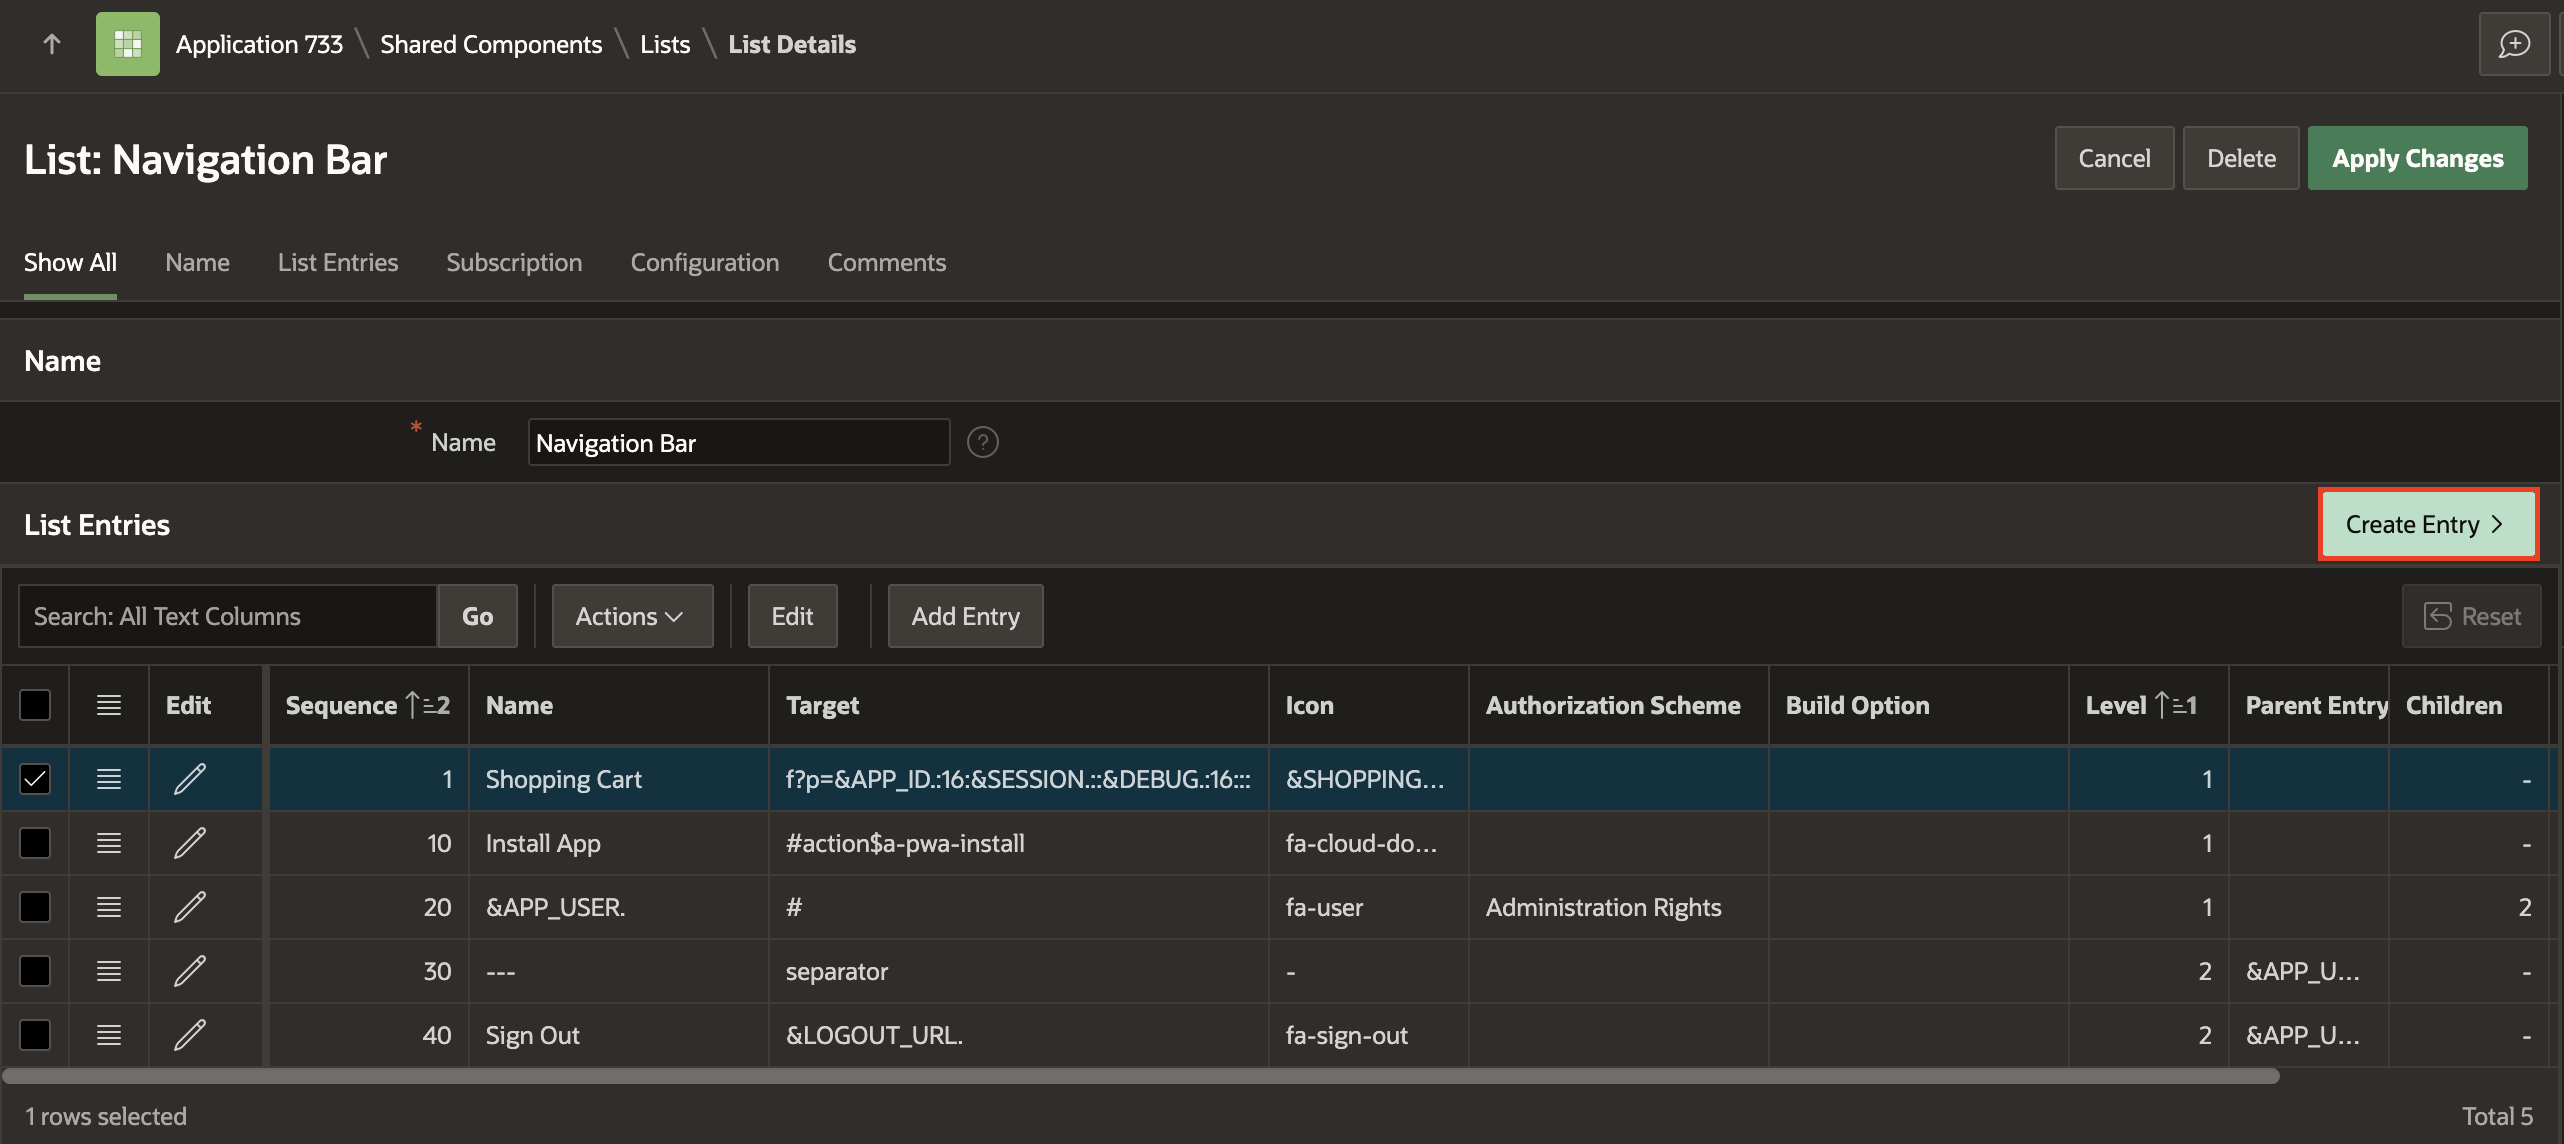 Application 733 \ Shared Components \ Lists \ List Details
List: Navigation Bar
Cancel Delete Apply Changes
Show All Name List Entries Subscription Configuration Comments
Name
* Name Navigation Bar ?
List Entries
Create Entry >
Search: All Text Columns Go Actions Edit Add Entry Reset
Edit Sequence 2 Name Target Icon Authorization Scheme Build Option Level 1 Parent Entry Children
1 Shopping Cart f?p=&APP_ID.:16:&SESSION.::&DEBUG.:16::: &SHOPPING... 1 -
10 Install App #action$a-pwa-install fa-cloud-do... 1 -
20 &APP_USER. # fa-user Administration Rights 1 2
30 --- separator - 2 &APP_U... -
40 Sign Out &LOGOUT_URL. fa-sign-out 2 &APP_U... -
1 rows selected
Total 5